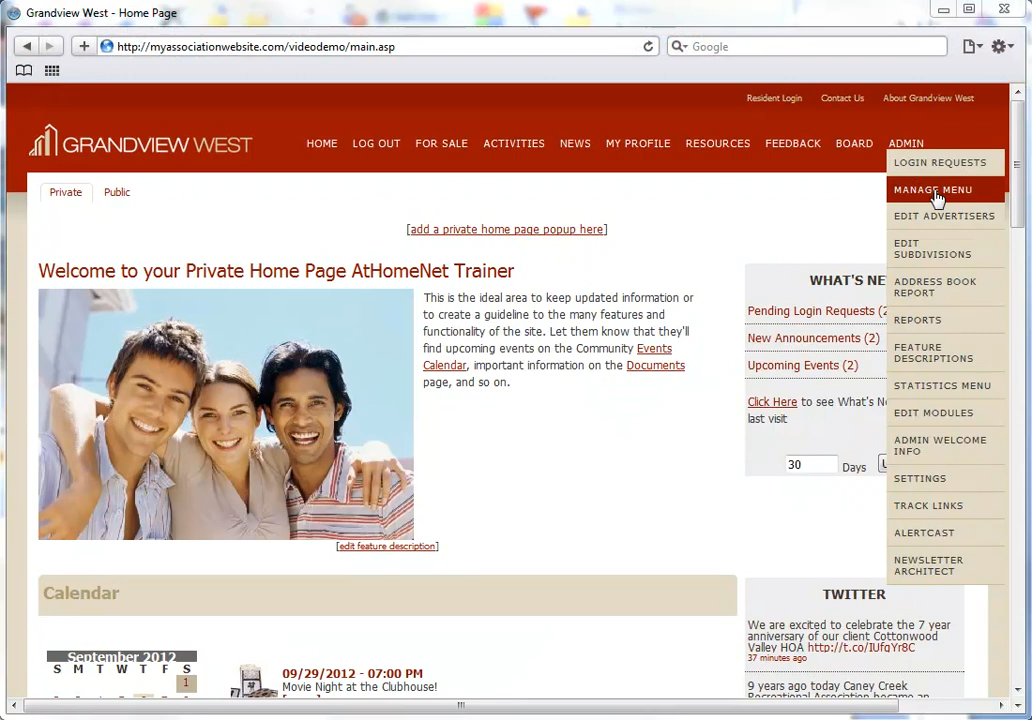 Grandview West - Home Page
http://myassociationwebsite.com/videodemo/main.asp
Google
Resident Login Contact Us About Grandview West
GRANDVIEW WEST
HOME LOG OUT FOR SALE ACTIVITIES NEWS MY PROFILE RESOURCES FEEDBACK BOARD ADMIN
LOGIN REQUESTS
MANAGE MENU
EDIT ADVERTISERS
EDIT
SUBDIVISIONS
ADDRESS BOOK
REPORT
REPORTS
FEATURE
DESCRIPTIONS
STATISTICS MENU
EDIT MODULES
ADMIN WELCOME
INFO
SETTINGS
TRACK LINKS
ALERTCAST
NEWSLETTER
ARCHITECT
Private Public
[add a private home page popup here]
Welcome to your Private Home Page AtHomeNet Trainer
This is the ideal area to keep updated information or
to create a guideline to the many features and
functionality of the site. Let them know that they'll
find upcoming events on the Community Events
Calendar, important information on the Documents
page, and so on.
[edit feature description]
WHAT'S NE
Pending Login Requests (2
New Announcements (2)
Upcoming Events (2)
Click Here to see What's Ne
last visit
30 Days
Calendar
September 2012
S M T W T F S
1
09/29/2012 - 07:00 PM
Movie Night at the Clubhouse!
TWITTER
We are excited to celebrate the 7 year
anniversary of our client Cottonwood
Valley HOA http://t.co/IUfqYr8C
37 minutes ago
9 years ago today Caney Creek